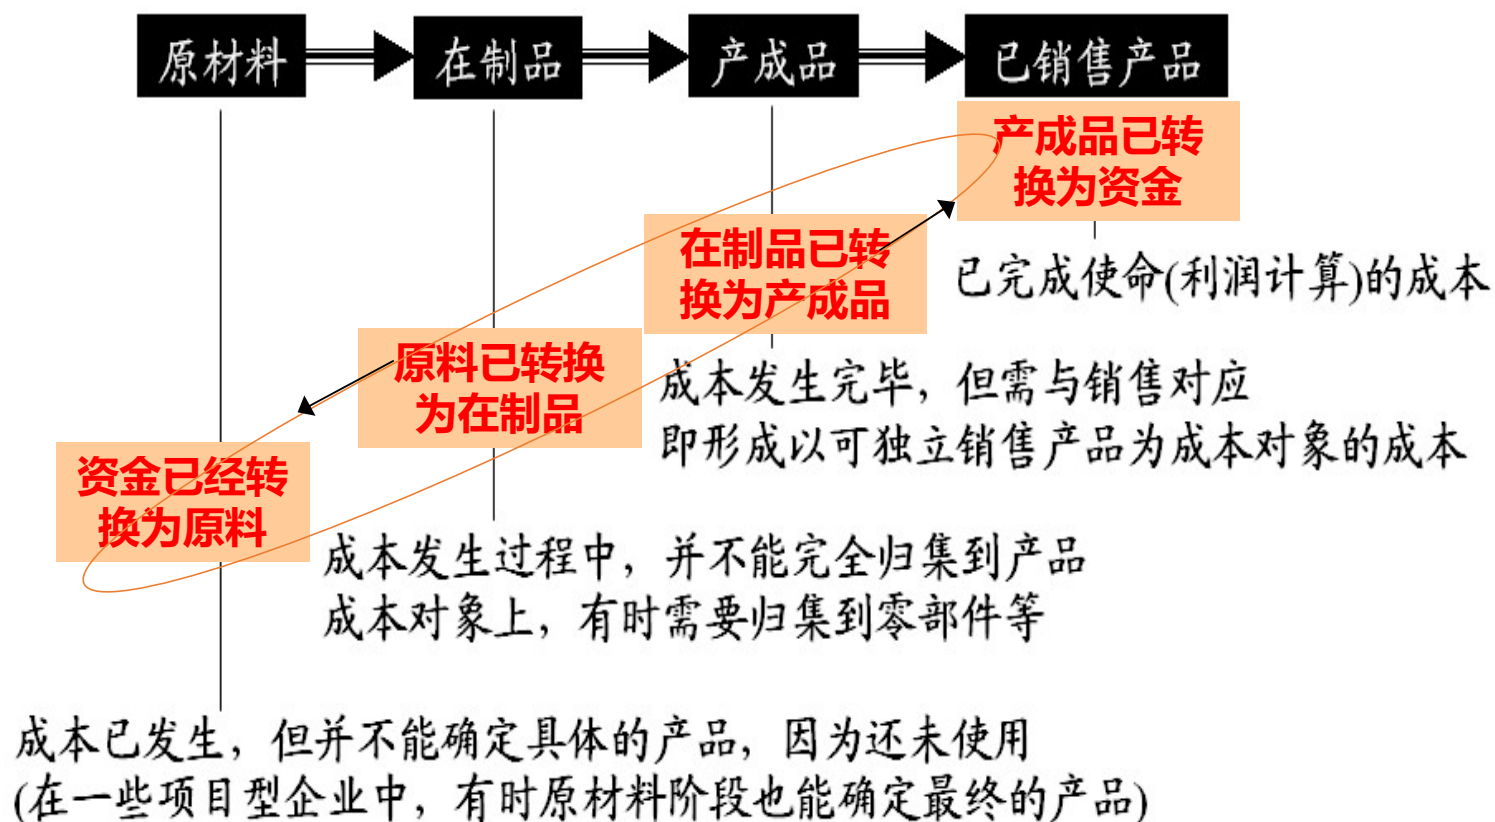 原材料
在制品
产成品
已销售产品
产成品已转
换为资金
在制品已转
换为产成品
已完成使命(利润计算)的成本
原料已转换
为在制品
成本发生完毕，但需与销售对应
即形成以可独立销售产品为成本对象的成本
资金已经转
换为原料
成本发生过程中，并不能完全归集到产品
成本对象上，有时需要归集到零部件等
成本已发生，但并不能确定具体的产品，因为还未使用
(在一些项目型企业中，有时原材料阶段也能确定最终的产品)